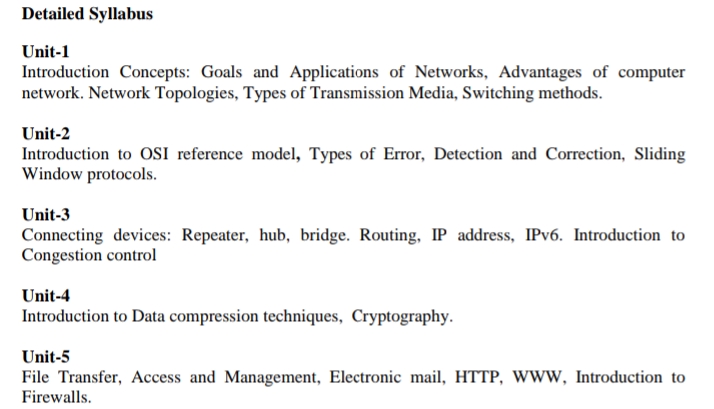 Detailed Syllabus
Unit-1
Introduction Concepts: Goals and Applications of Networks, Advantages of computer
network. Network Topologies, Types of Transmission Media, Switching methods.
Unit-2
Introduction to OSI reference model, Types of Error, Detection and Correction, Sliding
Window protocols.
Unit-3
Connecting devices: Repeater, hub, bridge. Routing, IP address, IPv6. Introduction to
Congestion control
Unit-4
Introduction to Data compression techniques, Cryptography.
Unit-5
File Transfer, Access and Management, Electronic mail, HTTP, WWW, Introduction to
Firewalls.